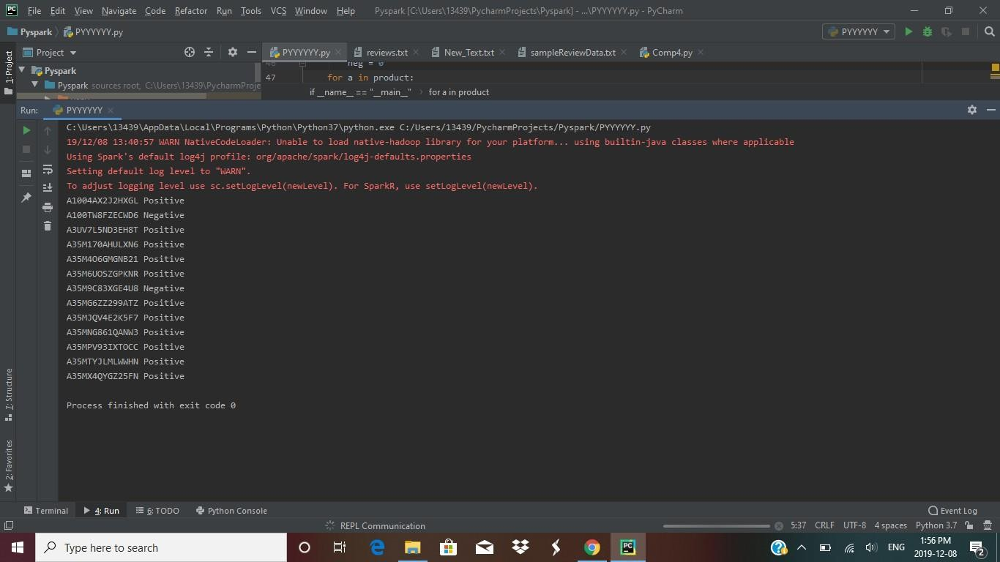 File Edit View Navigate Code Refactor Run Tools VCS Window Help Pyspark [C:\Users\13439\PycharmProjects\Pyspark] - ...\PYYYYYY.py - PyCharm
Pyspark PYYYYYY.py PYYYYYY
1: Project
Project PYYYYYY.py reviews.txt New_Text.txt sampleReviewData.txt Comp4.py
Pyspark
Pyspark sources root, C:\Users\13439\PycharmProje
46 neg = 0
47 for a in product:
if __name__ == "__main__" › for a in product
Run: PYYYYYY
C:\Users\13439\AppData\Local\Programs\Python\Python37\python.exe C:/Users/13439/PycharmProjects/Pyspark/PYYYYYY.py
19/12/08 13:40:57 WARN NativeCodeLoader: Unable to load native-hadoop library for your platform... using builtin-java classes where applicable
Using Spark's default log4j profile: org/apache/spark/log4j-defaults.properties
Setting default log level to "WARN".
To adjust logging level use sc.setLogLevel(newLevel). For SparkR, use setLogLevel(newLevel).
A1004AX2J2HXGL Positive
A100TW8FZECWD6 Negative
A3UV7L5ND3EH8T Positive
A35M170AHULXN6 Positive
A35M4O6GMGNB21 Positive
A35M6UOSZGPKNR Positive
A35M9C83XGE4U8 Negative
A35MG6ZZ299ATZ Positive
A35MJQV4E2K5F7 Positive
A35MNG861QANW3 Positive
A35MPV93IXTOCC Positive
A35MTYJLMLWWHN Positive
A35MX4QYGZ25FN Positive
Process finished with exit code 0
7: Structure
2: Favorites
Terminal 4: Run 6: TODO Python Console Event Log
REPL Communication 5:37 CRLF UTF-8 4 spaces Python 3.7
Type here to search ENG 1:56 PM
2019-12-08 2